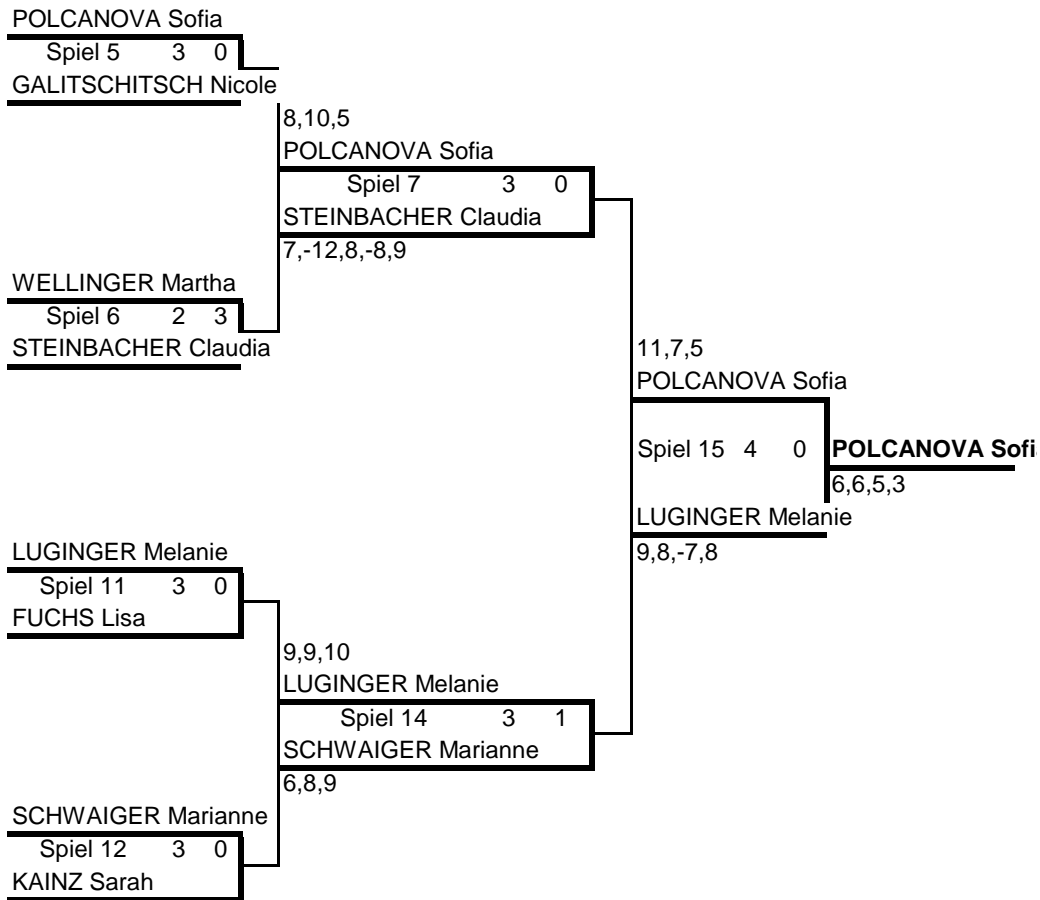 POLCANOVA Sofia
Spiel 5 3 0
GALITSCHITSCH Nicole
8,10,5
POLCANOVA Sofia
Spiel 7 3 0
STEINBACHER Claudia
7,-12,8,-8,9
WELLINGER Martha
Spiel 6 2 3
STEINBACHER Claudia
11,7,5
POLCANOVA Sofia
Spiel 15 4 0
POLCANOVA Sofi
6,6,5,3
LUGINGER Melanie
9,8,-7,8
LUGINGER Melanie
Spiel 11 3 0
FUCHS Lisa
9,9,10
LUGINGER Melanie
Spiel 14 3 1
SCHWAIGER Marianne
6,8,9
SCHWAIGER Marianne
Spiel 12 3 0
KAINZ Sarah